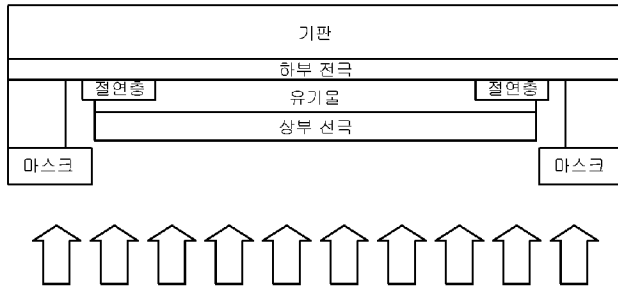 기판
하부 전극
절연층
유기물
절연층
상부 전극
마스크
마스크